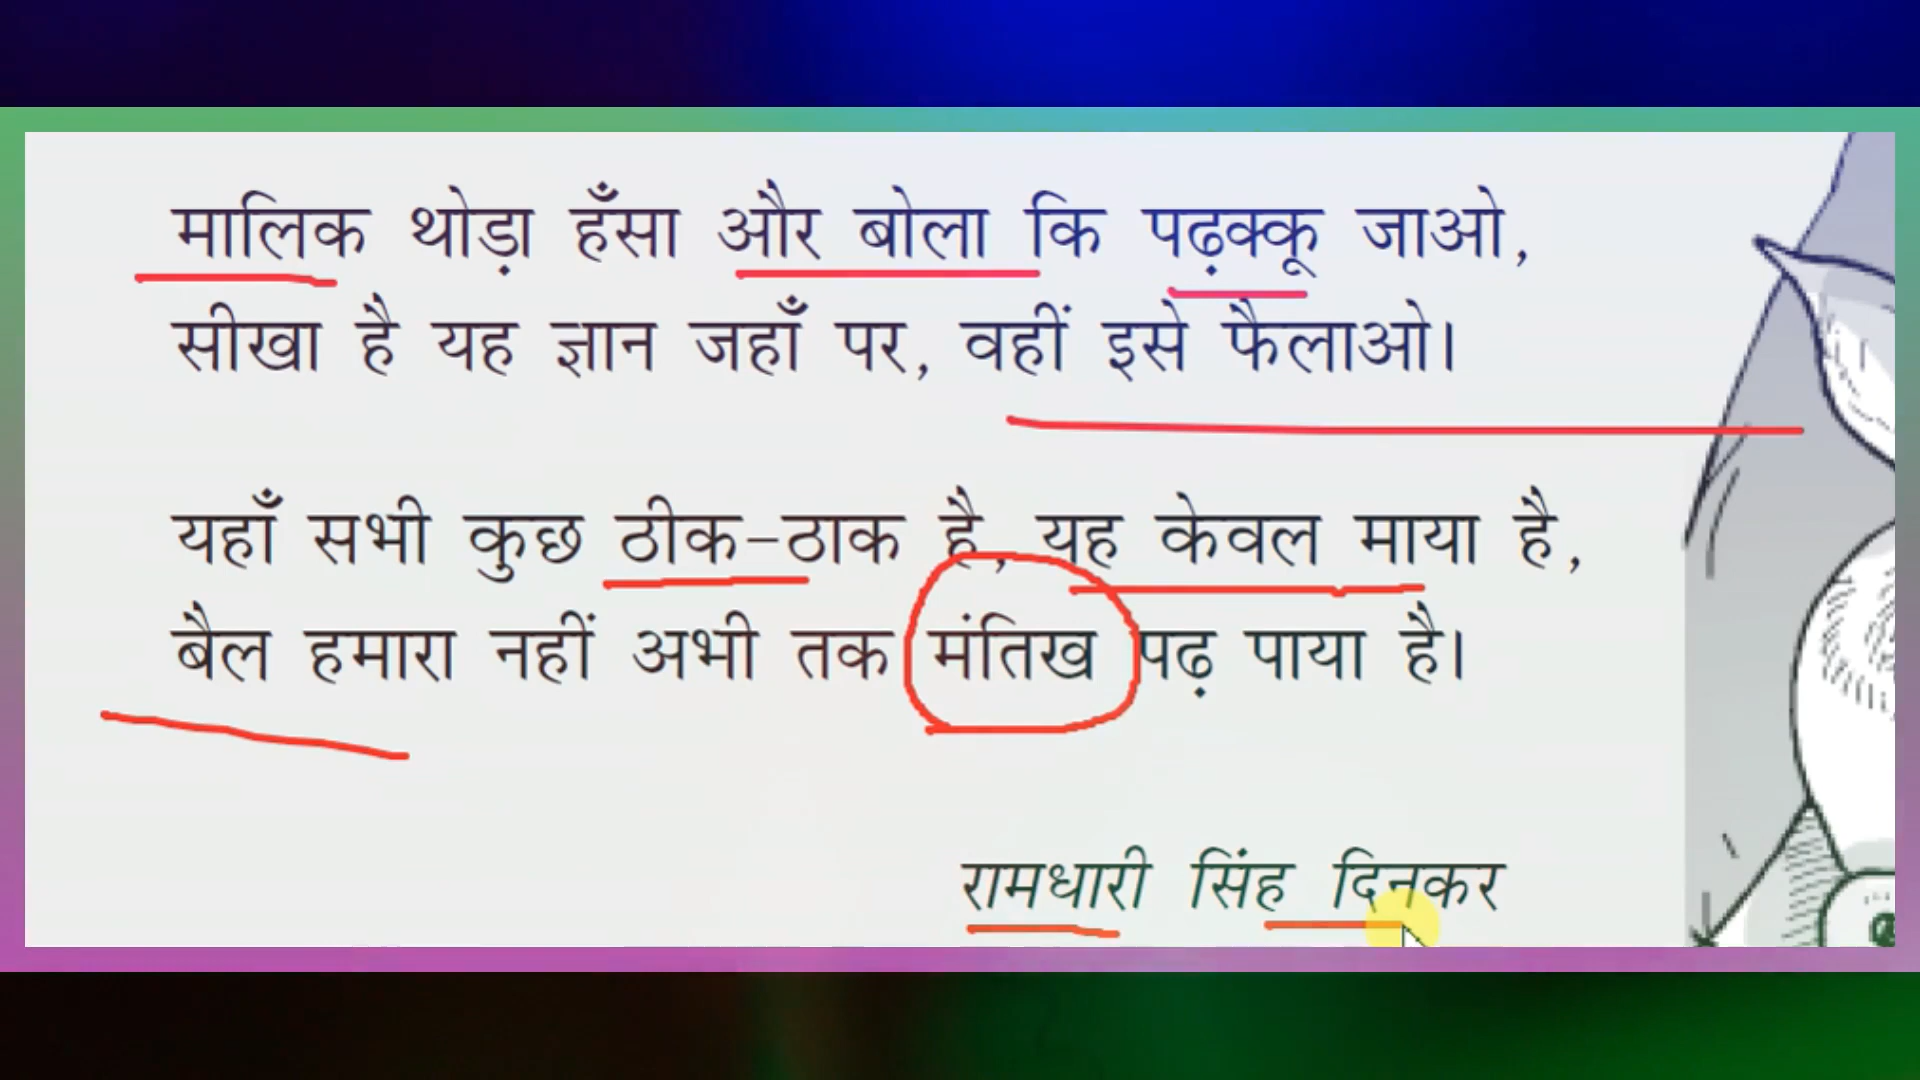 मालिक थोड़ा हँसा और बोला कि पढ़क्कू जाओ,
सीखा है यह ज्ञान जहाँ पर, वहीं इसे फैलाओ।
यहाँ सभी कुछ ठीक-ठाक है, यह केवल माया है,
बैल हमारा नहीं अभी तक मंतिख पढ़ पाया है।
रामधारी सिंह दिनकर